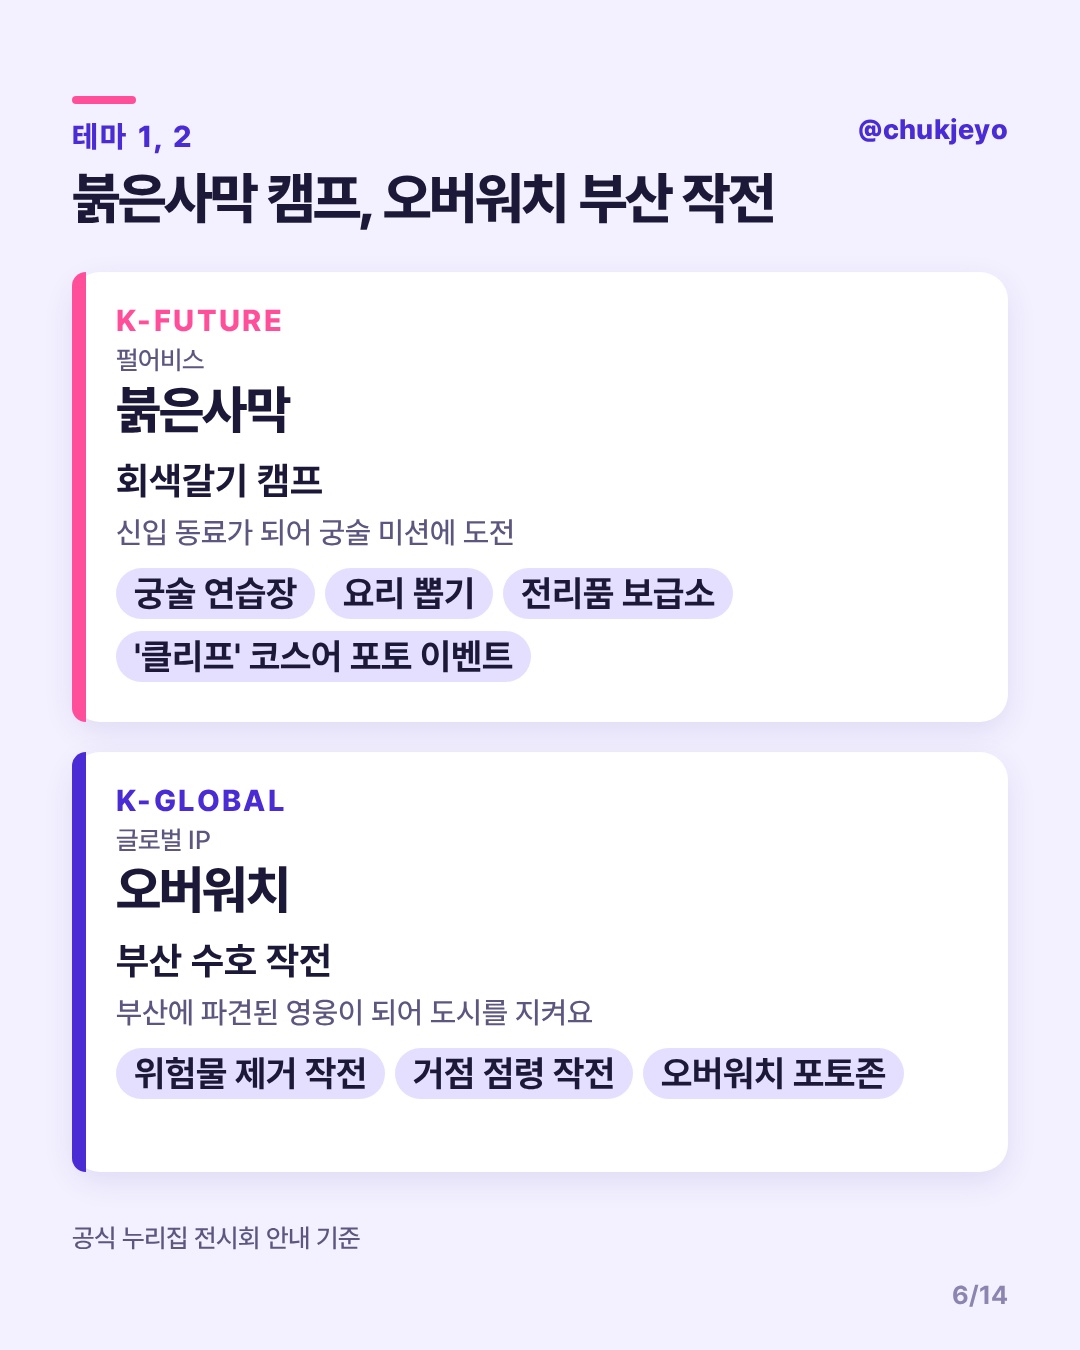 테마 1, 2
@chukjeyo
붉은사막 캠프, 오버워치 부산 작전
K-FUTURE
펄어비스
붉은사막
회색갈기 캠프
신입 동료가 되어 궁술 미션에 도전
궁술 연습장 요리 뽑기 전리품 보급소
'클리프' 코스어 포토 이벤트
K-GLOBAL
글로벌 IP
오버워치
부산 수호 작전
부산에 파견된 영웅이 되어 도시를 지켜요
위험물 제거 작전 거점 점령 작전 오버워치 포토존
공식 누리집 전시회 안내 기준
6/14